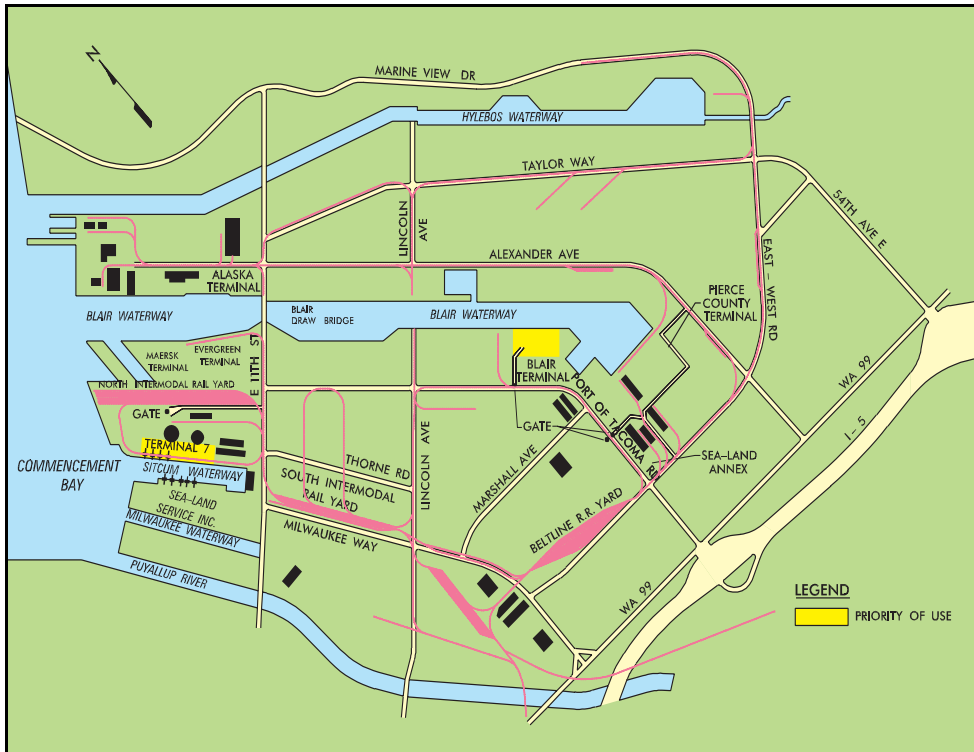 N
MARINE VIEW DR
HYLEBOS WATERWAY
TAYLOR WAY
54TH AVE E
LINCOLN
AVE
ALEXANDER AVE
EAST - WEST RD
ALASKA
TERMINAL
PIERCE
COUNTY
TERMINAL
BLAIR WATERWAY
BLAIR
DRAW BRIDGE
BLAIR WATERWAY
WA 99
I-5
E 11TH ST
MAERSK
TERMINAL
EVERGREEN
TERMINAL
BLAIR
TERMINAL
PORT OF TACOMA RD
NORTH INTERMODAL RAIL YARD
GATE
GATE
TERMINAL 7
COMMENCEMENT
BAY
SITCUM WATERWAY
THORNE RD
LINCOLN AVE
MARSHALL AVE
SEA-LAND
ANNEX
SOUTH INTERMODAL
RAIL YARD
SEA-LAND
SERVICE INC.
MILWAUKEE WATERWAY
MILWAUKEE WAY
BELTLINE R.R. YARD
PUYALLUP RIVER
WA 99
LEGEND
PRIORITY OF USE